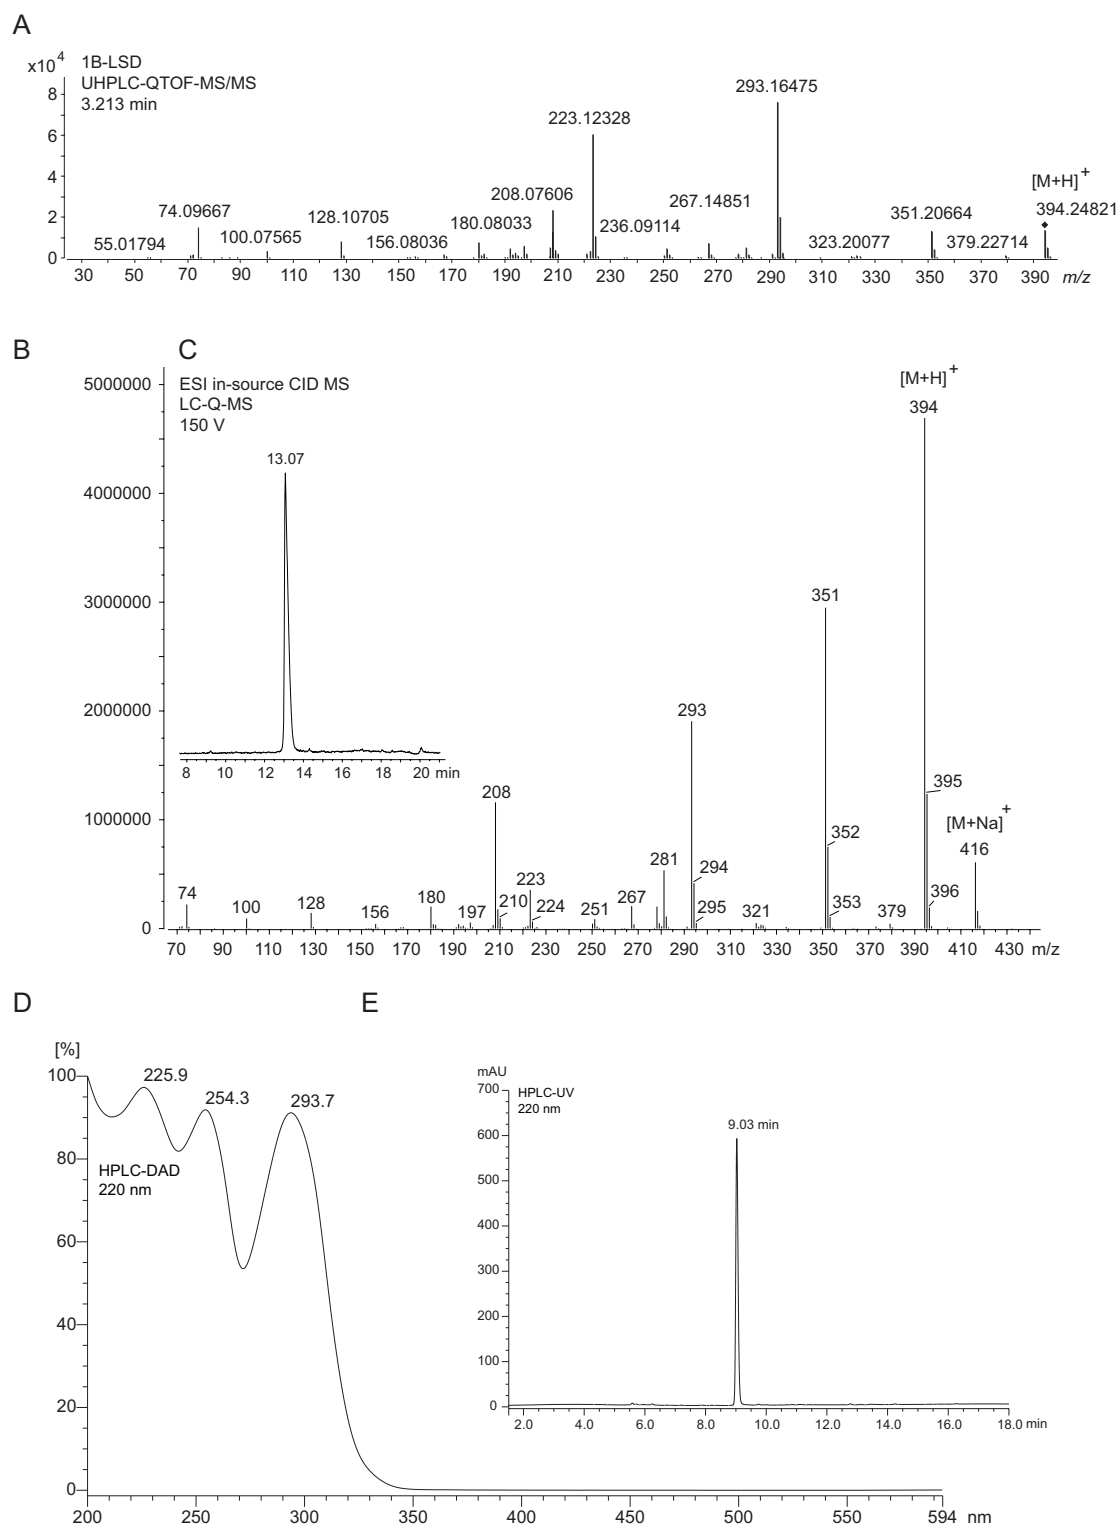 A
x10⁴
1B-LSD
UHPLC-QTOF-MS/MS
3.213 min
8
6
4
2
0
55.01794
74.09667
100.07565
128.10705
156.08036
180.08033
208.07606
223.12328
236.09114
267.14851
293.16475
323.20077
351.20664
379.22714
[M+H]⁺
394.24821
30 50 70 90 110 130 150 170 190 210 230 250 270 290 310 330 350 370 390 m/z
B
C
ESI in-source CID MS
LC-Q-MS
150 V
5000000
4000000
3000000
2000000
1000000
0
13.07
8 10 12 14 16 18 20 min
74
100
128
156
180
197
208
210
223
224
251
267
281
293
294
295
321
351
352
353
379
[M+H]⁺
394
395
396
[M+Na]⁺
416
70 90 110 130 150 170 190 210 230 250 270 290 310 330 350 370 390 410 430 m/z
D
[%]
100
80
60
40
20
0
225.9
254.3
293.7
HPLC-DAD
220 nm
200 250 300 350 400 450 500 550 594 nm
E
mAU
700
600
500
400
300
200
100
0
HPLC-UV
220 nm
9.03 min
2.0 4.0 6.0 8.0 10.0 12.0 14.0 16.0 18.0 min